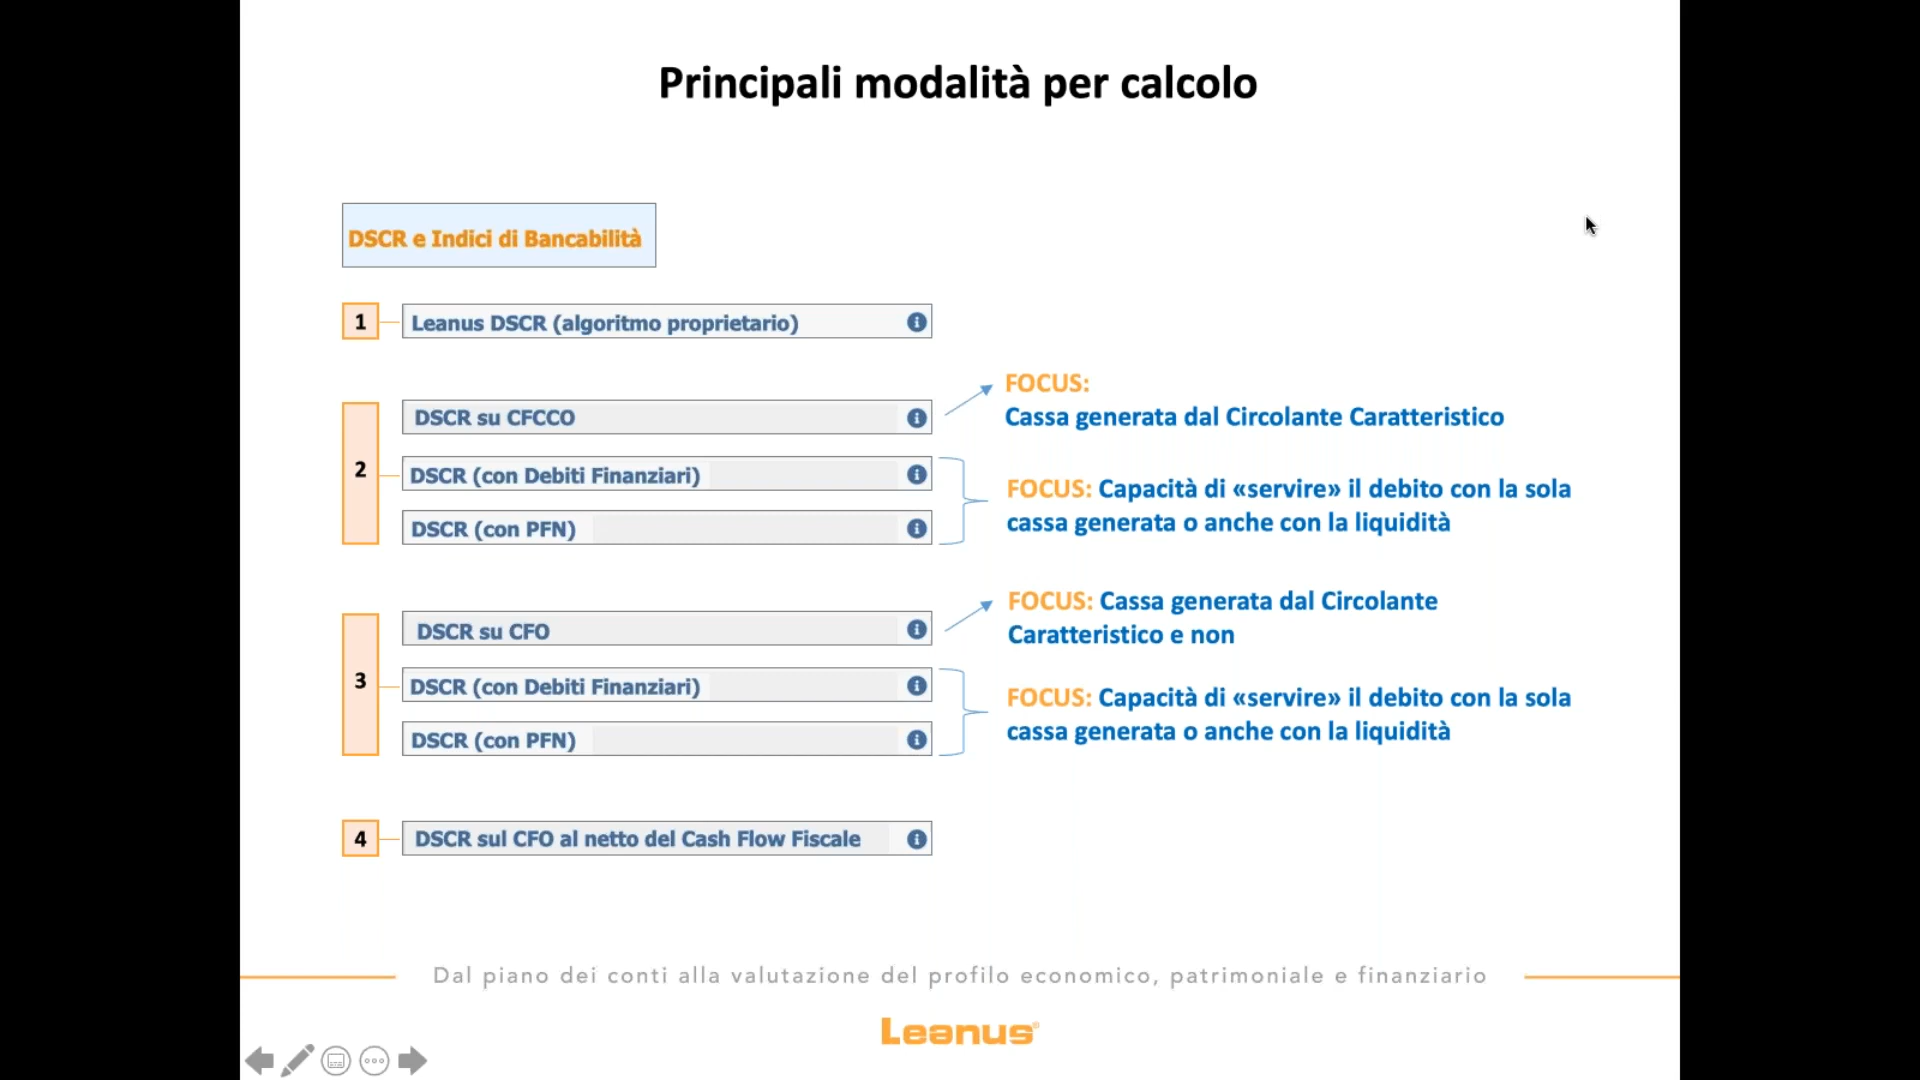 Principali modalità per calcolo
DSCR e Indici di Bancabilità
1
Leanus DSCR (algoritmo proprietario)
2
DSCR su CFCCO
DSCR (con Debiti Finanziari)
DSCR (con PFN)
FOCUS:
Cassa generata dal Circolante Caratteristico
FOCUS: Capacità di «servire» il debito con la sola
cassa generata o anche con la liquidità
3
DSCR su CFO
DSCR (con Debiti Finanziari)
DSCR (con PFN)
FOCUS: Cassa generata dal Circolante
Caratteristico e non
FOCUS: Capacità di «servire» il debito con la sola
cassa generata o anche con la liquidità
4
DSCR sul CFO al netto del Cash Flow Fiscale
Dal piano dei conti alla valutazione del profilo economico, patrimoniale e finanziario
Leanus®